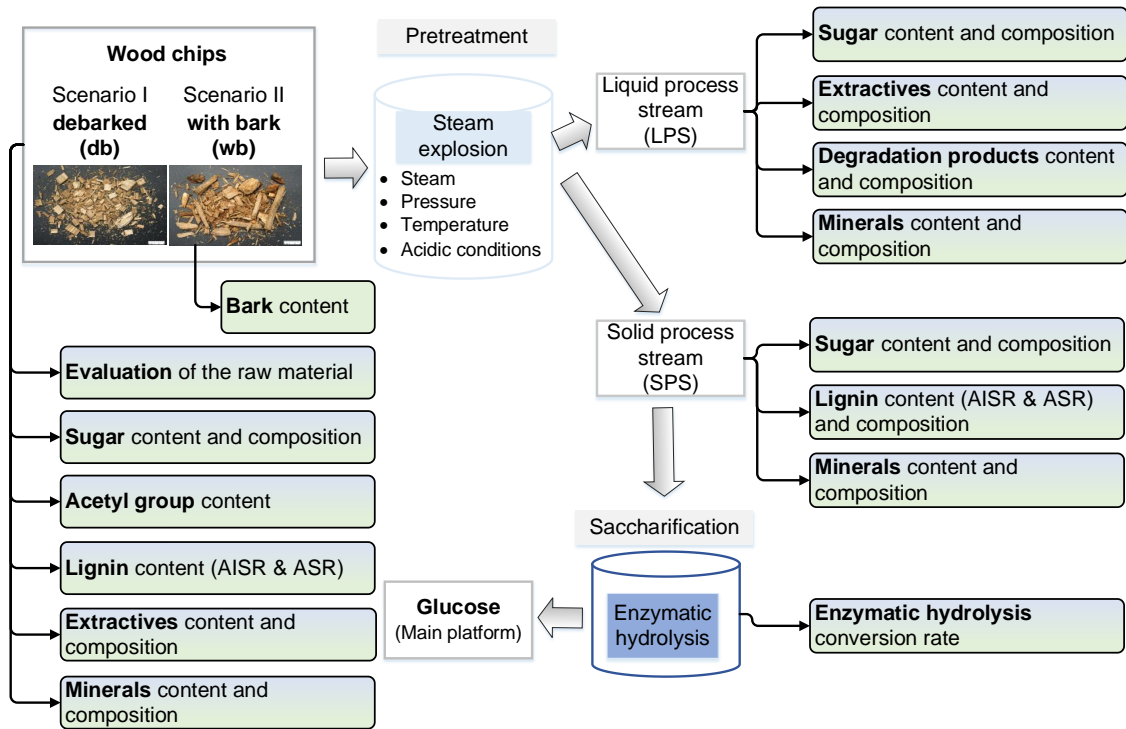 Wood chips
Scenario I
debarked
(db)
Scenario II
with bark
(wb)
Bark content
Evaluation of the raw material
Sugar content and composition
Acetyl group content
Lignin content (AISR & ASR)
Extractives content and
composition
Minerals content and
composition
Pretreatment
Steam
explosion
• Steam
• Pressure
• Temperature
• Acidic conditions
Liquid process
stream
(LPS)
Sugar content and composition
Extractives content and
composition
Degradation products content
and composition
Minerals content and
composition
Solid process
stream
(SPS)
Sugar content and composition
Lignin content (AISR & ASR)
and composition
Minerals content and
composition
Saccharification
Enzymatic
hydrolysis
Enzymatic hydrolysis
conversion rate
Glucose
(Main platform)